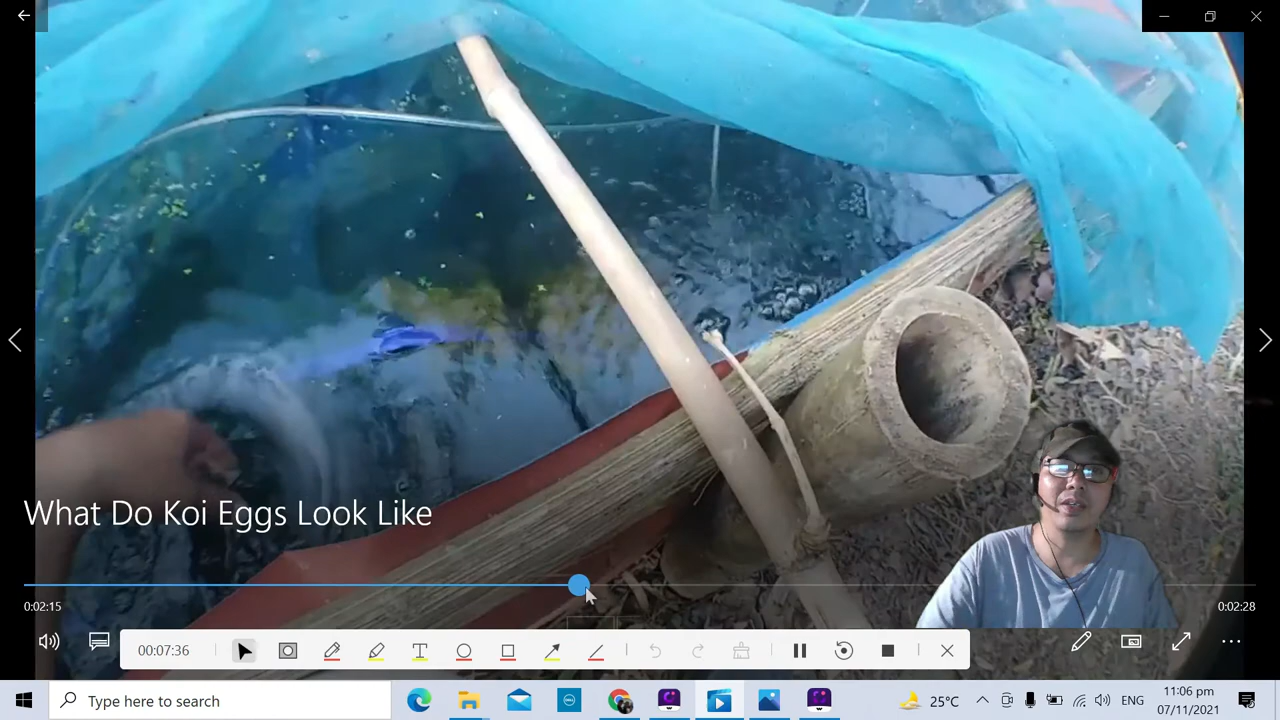 What Do Koi Eggs Look Like
0:02:15
0:02:28
00:07:36
T
Type here to search
DELL
25°C
ENG
11:06 pm
07/11/2021